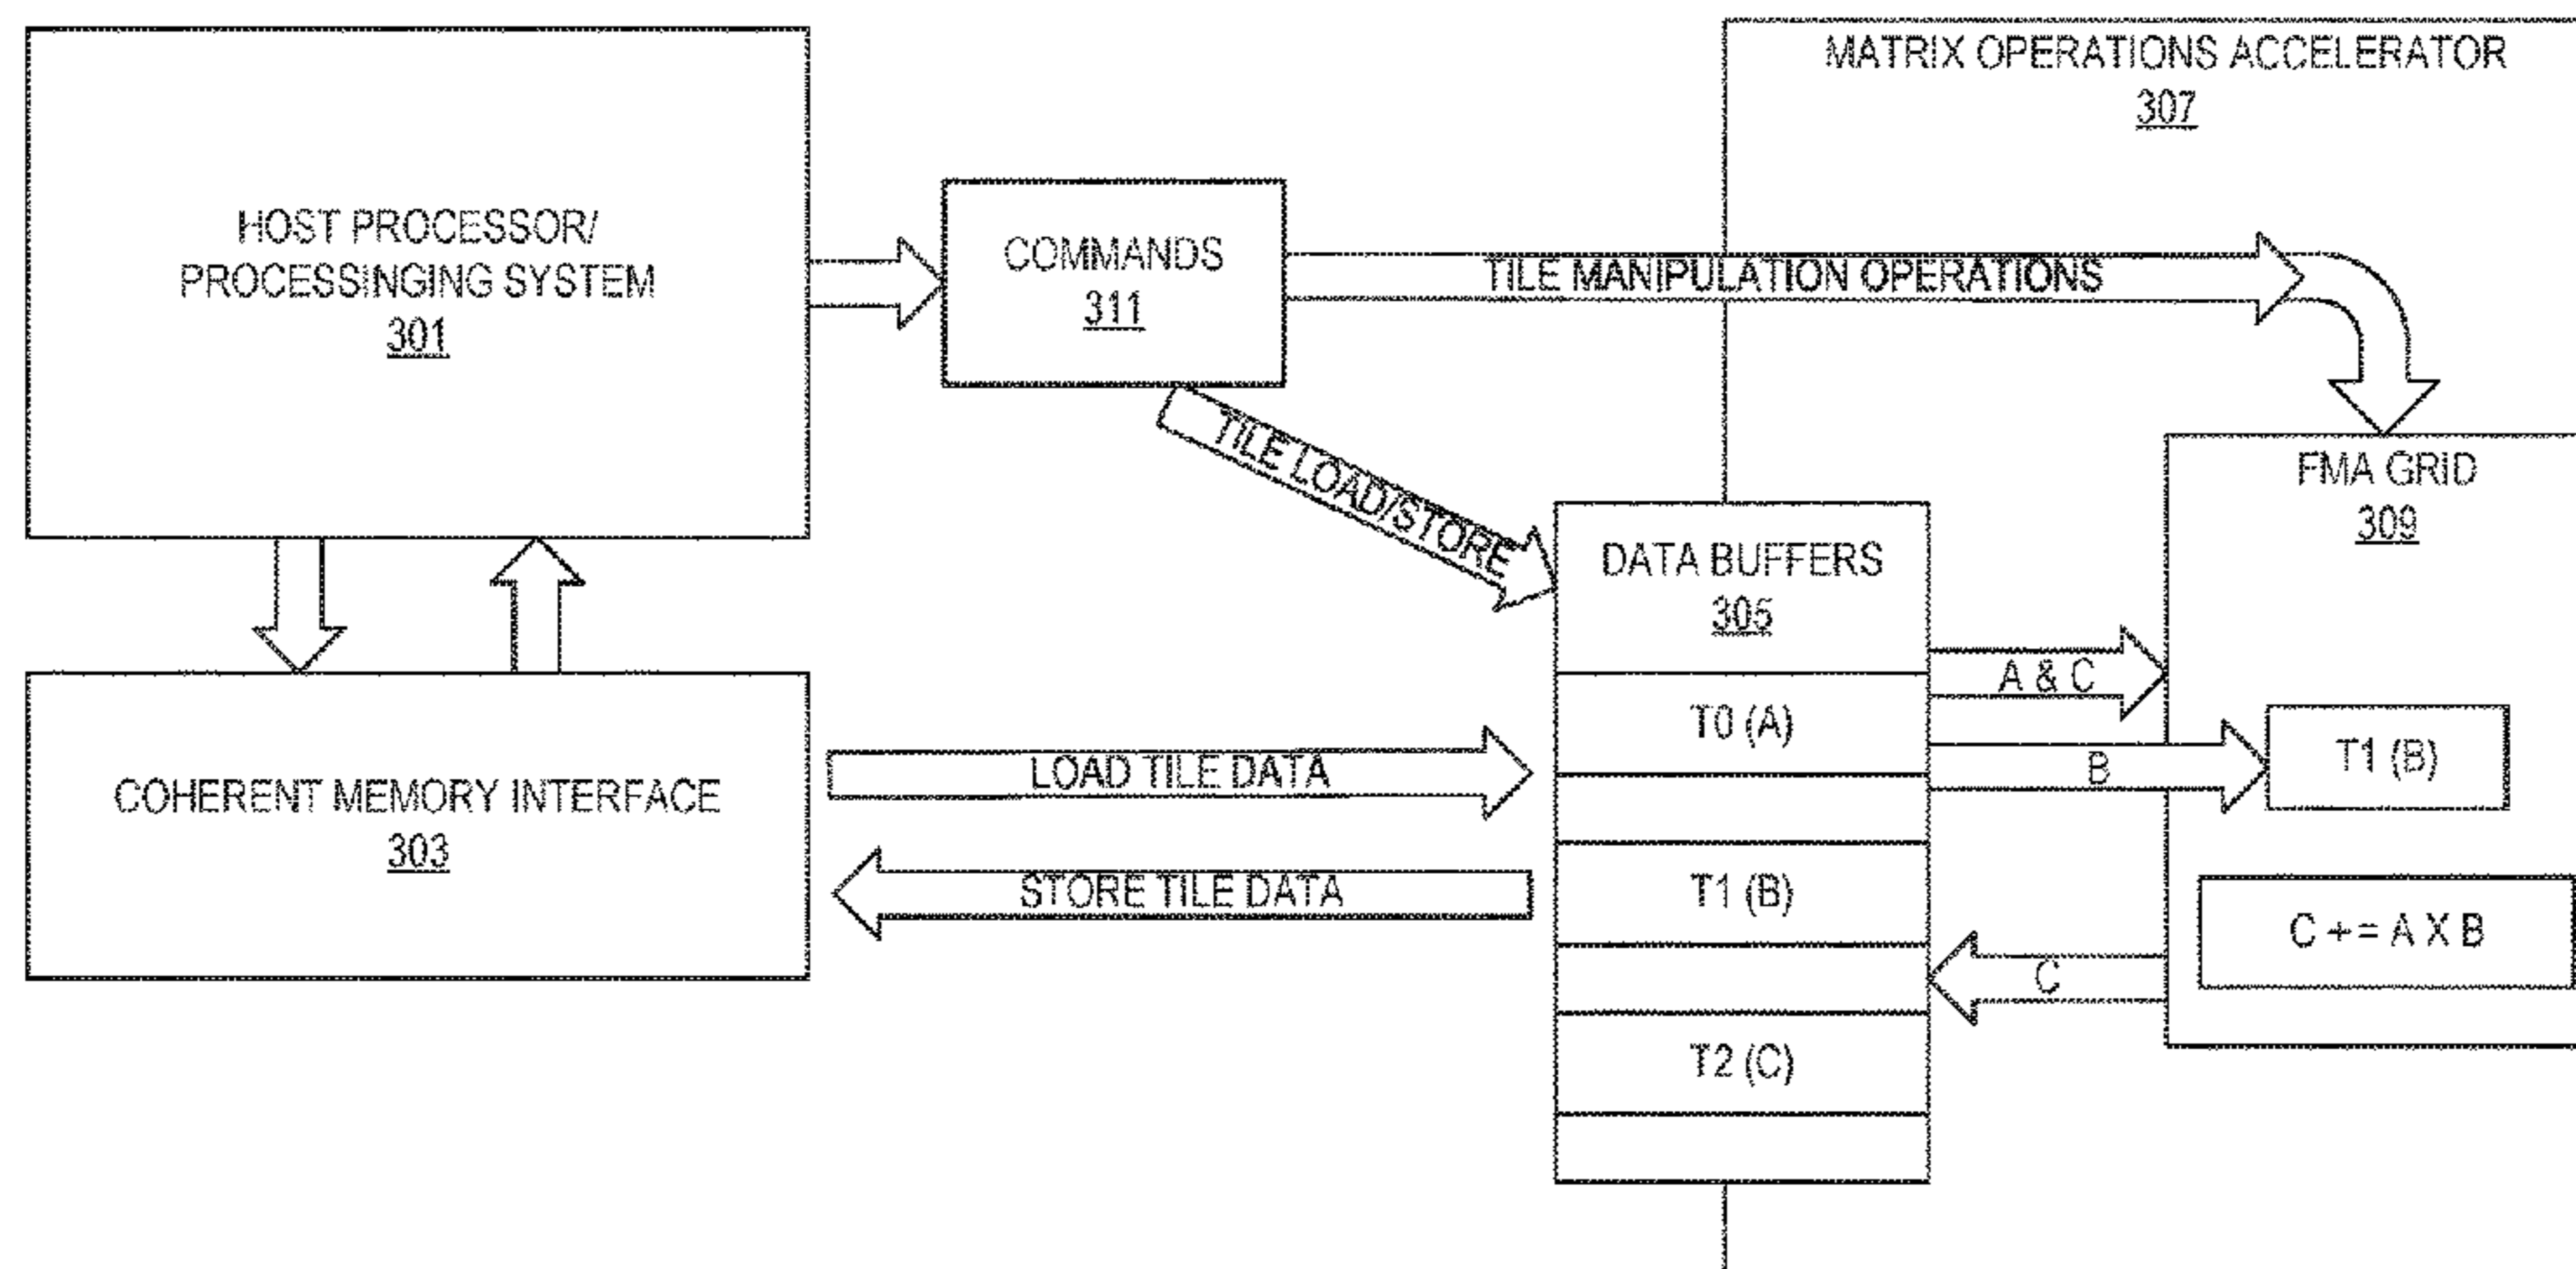 MATRIX OPERATIONS ACCELERATOR
307
HOST PROCESSOR/
PROCESSINGING SYSTEM
301
COMMANDS
311
TILE MANIPULATION OPERATIONS
TILE LOAD/STORE
FMA GRID
309
DATA BUFFERS
305
A & C
T0 (A)
B
T1 (B)
COHERENT MEMORY INTERFACE
303
LOAD TILE DATA
STORE TILE DATA
T1 (B)
C + = A X B
C
T2 (C)